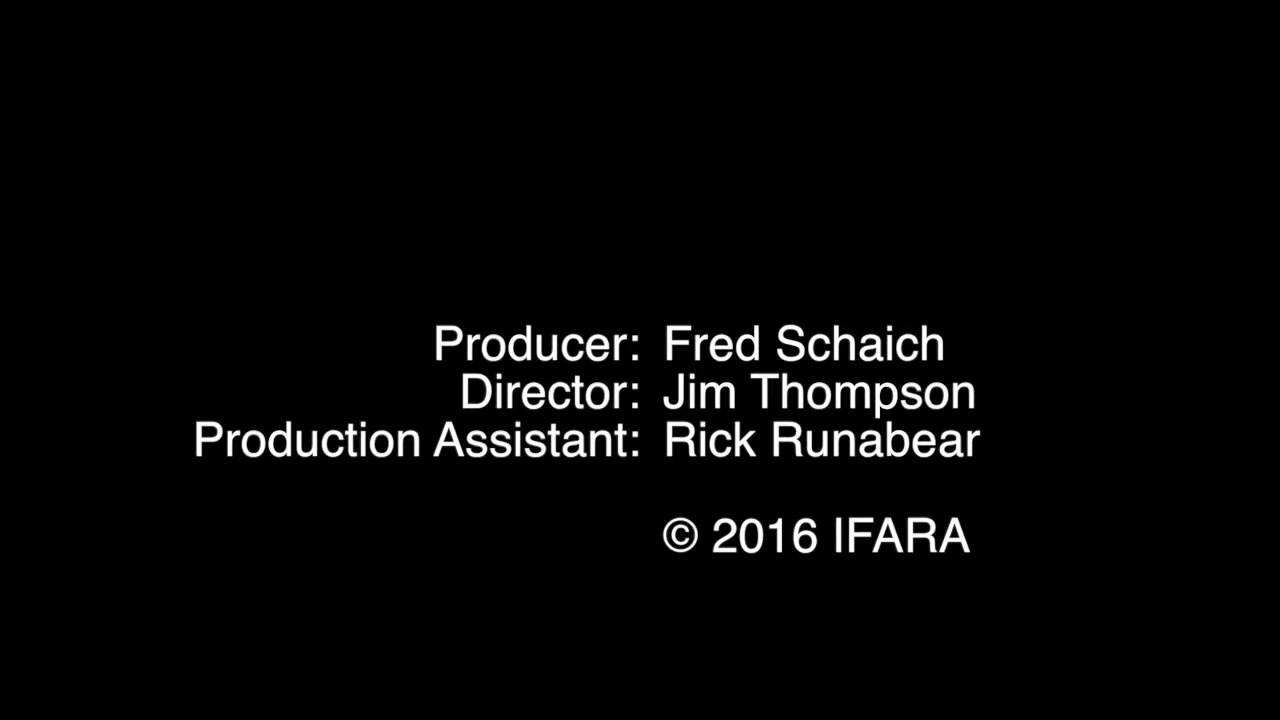 Producer: Fred Schaich
Director: Jim Thompson
Production Assistant: Rick Runabear
© 2016 IFARA